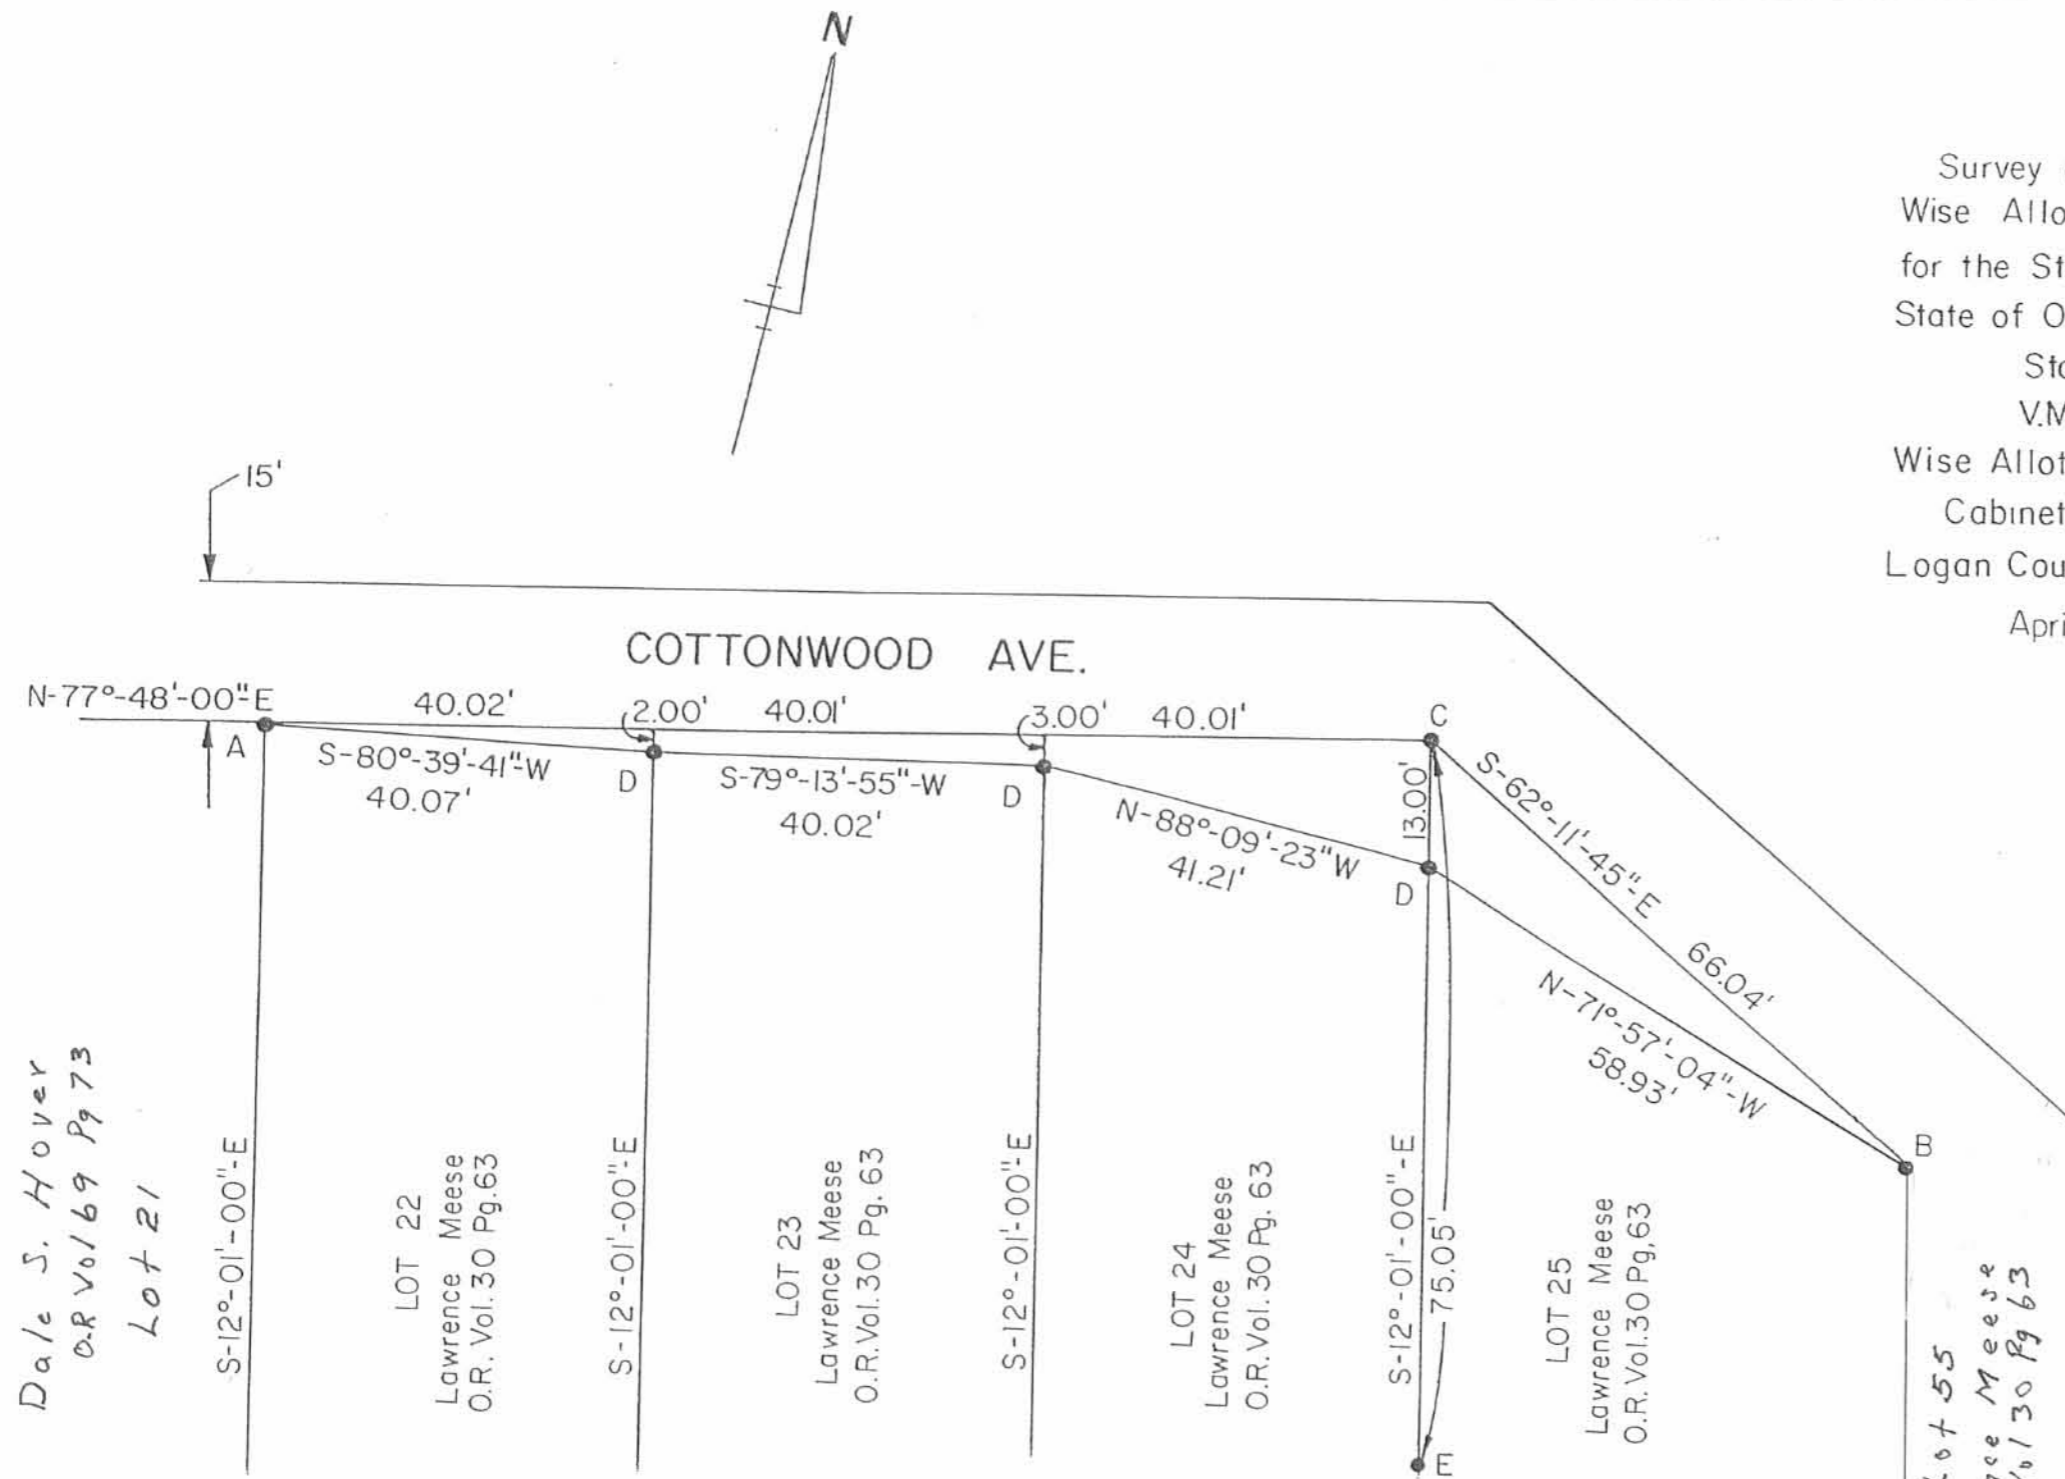 N
Survey
Wise Allo
for the St
State of O
Sta
V.M
Wise Allot
Cabinet
Logan Cou
Apri
15'
COTTONWOOD AVE.
N-77°-48'-00"-E
40.02'
2.00'
40.01'
3.00'
40.01'
C
A
S-80°-39'-41"-W
40.07'
D
S-79°-13'-55"-W
40.02'
D
N-88°-09'-23"W
41.21'
13.00'
D
S-62°-11'-45"-E
66.04'
N-71°-57'-04"-W
58.93'
B
Dale S. Hover
O.R Vol 69 Pg 73
Lot 21
S-12°-01'-00"-E
LOT 22
Lawrence Meese
O.R. Vol. 30 Pg. 63
S-12°-01'-00"-E
LOT 23
Lawrence Meese
O.R. Vol. 30 Pg. 63
S-12°-01'-00"-E
LOT 24
Lawrence Meese
O.R. Vol. 30 Pg. 63
S-12°-01'-00"-E
75.05'
E
LOT 25
Lawrence Meese
O.R. Vol. 30 Pg, 63
ot 55
ce Meese
Vol 30 Pg 63